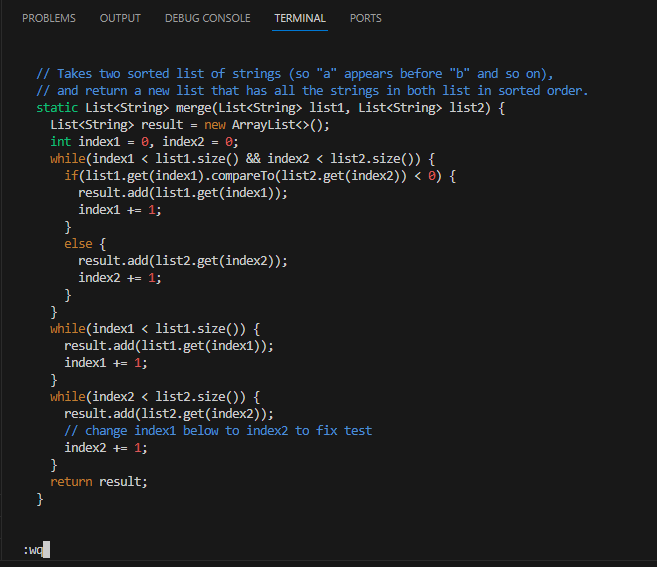 PROBLEMS OUTPUT DEBUG CONSOLE TERMINAL PORTS
// Takes two sorted list of strings (so "a" appears before "b" and so on),
// and return a new list that has all the strings in both list in sorted order.
static List<String> merge(List<String> list1, List<String> list2) {
  List<String> result = new ArrayList<>();
  int index1 = 0, index2 = 0;
  while(index1 < list1.size() && index2 < list2.size()) {
    if(list1.get(index1).compareTo(list2.get(index2)) < 0) {
      result.add(list1.get(index1));
      index1 += 1;
    }
    else {
      result.add(list2.get(index2));
      index2 += 1;
    }
  }
  while(index1 < list1.size()) {
    result.add(list1.get(index1));
    index1 += 1;
  }
  while(index2 < list2.size()) {
    result.add(list2.get(index2));
    // change index1 below to index2 to fix test
    index2 += 1;
  }
  return result;
}
:wq